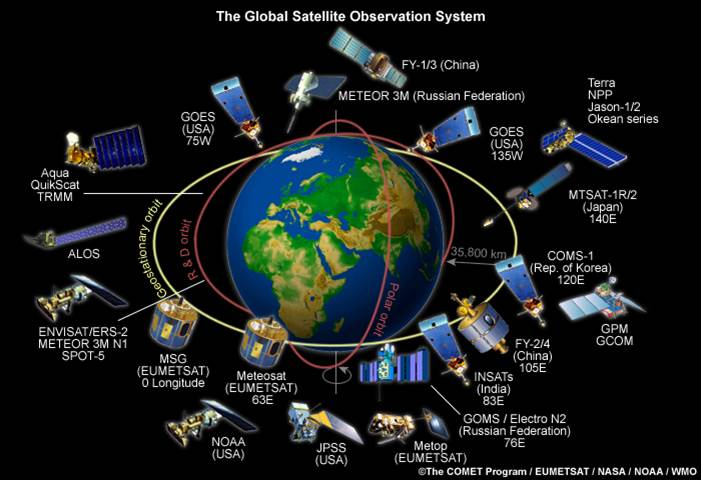 The Global Satellite Observation System
FY-1/3 (China)
METEOR 3M (Russian Federation)
GOES
(USA)
75W
GOES
(USA)
135W
Terra
NPP
Jason-1/2
Okean series
Aqua
QuikScat
TRMM
MTSAT-1R/2
(Japan)
140E
Geostationary orbit
R & D orbit
Polar orbit
35,800 km
ALOS
COMS-1
(Rep. of Korea)
120E
GPM
GCOM
ENVISAT/ERS-2
METEOR 3M N1
SPOT-5
MSG
(EUMETSAT)
0 Longitude
Meteosat
(EUMETSAT)
63E
FY-2/4
(China)
105E
INSATs
(India)
83E
GOMS / Electro N2
(Russian Federation)
76E
NOAA
(USA)
JPSS
(USA)
Metop
(EUMETSAT)
©The COMET Program / EUMETSAT / NASA / NOAA / WMO